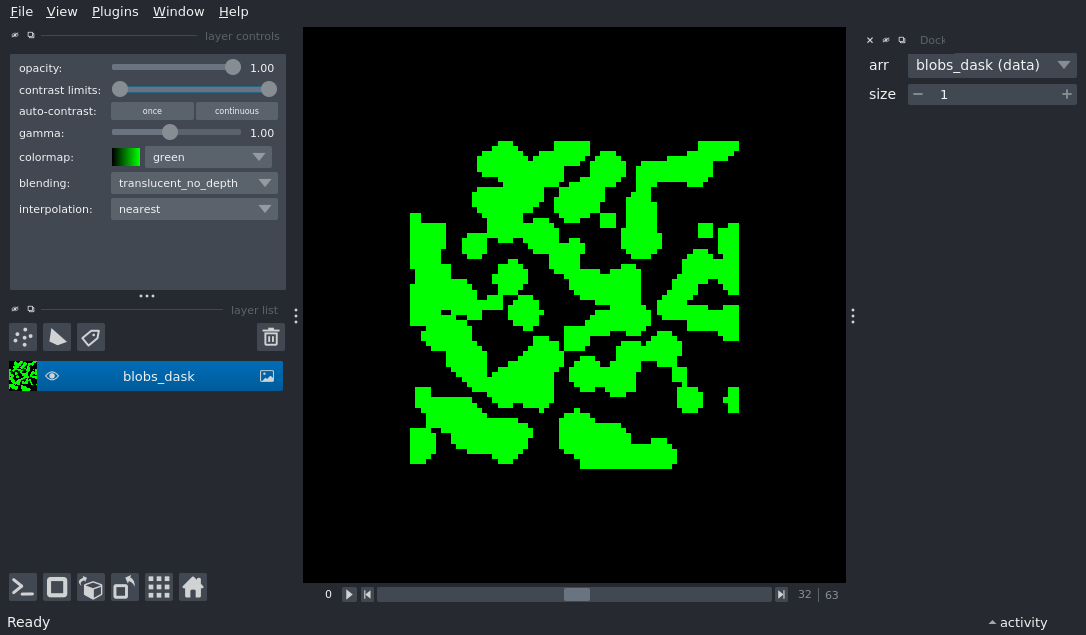 File View Plugins Window Help
layer controls
opacity: 1.00
contrast limits:
auto-contrast: once continuous
gamma: 1.00
colormap: green
blending: translucent_no_depth
interpolation: nearest
layer list
blobs_dask
0 32 63
Dock
arr blobs_dask (data)
size 1
Ready
activity